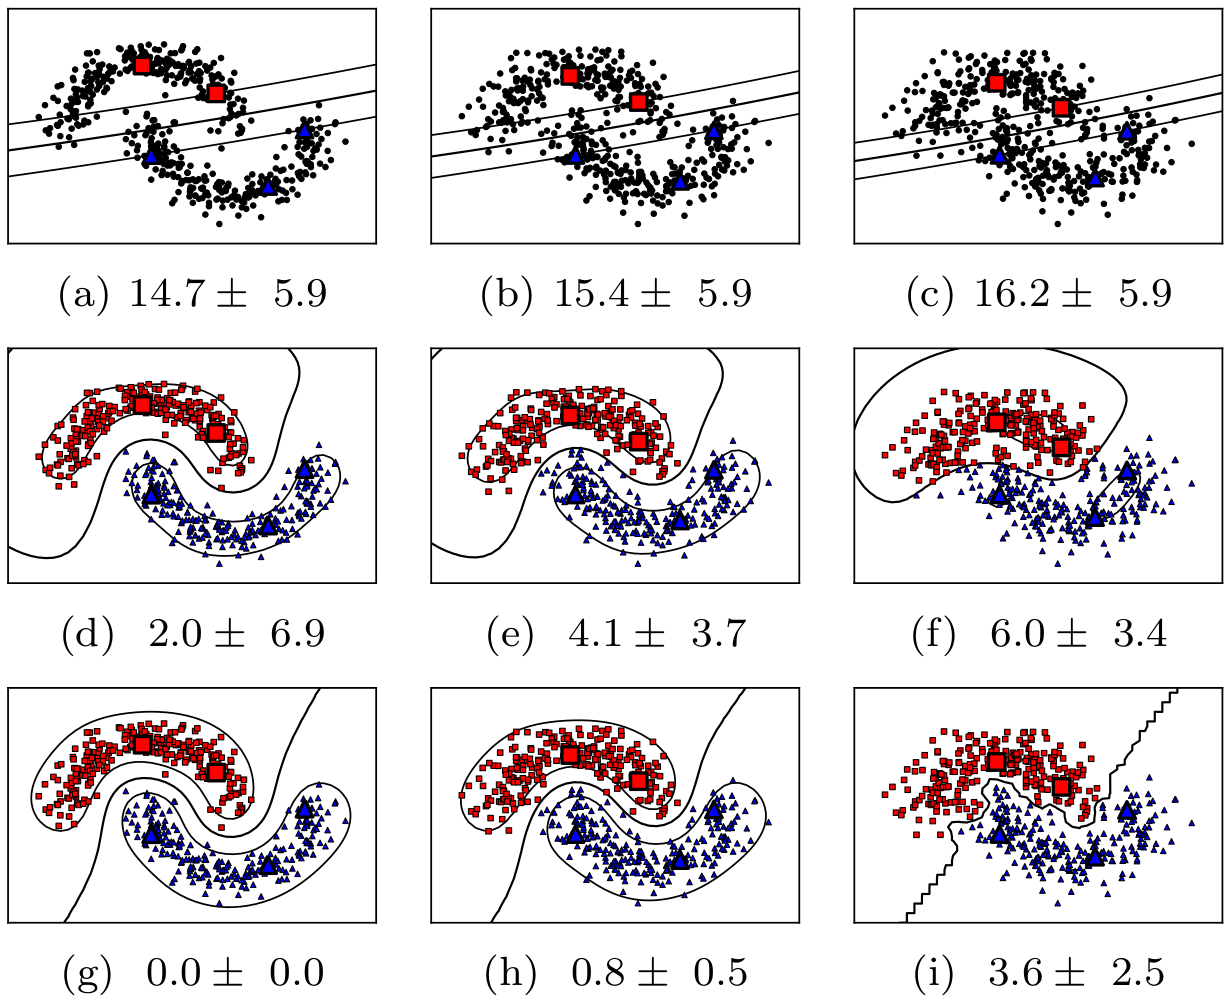 (a) 14.7 ± 5.9 (b) 15.4 ± 5.9 (c) 16.2 ± 5.9
(d) 2.0 ± 6.9 (e) 4.1 ± 3.7 (f) 6.0 ± 3.4
(g) 0.0 ± 0.0 (h) 0.8 ± 0.5 (i) 3.6 ± 2.5